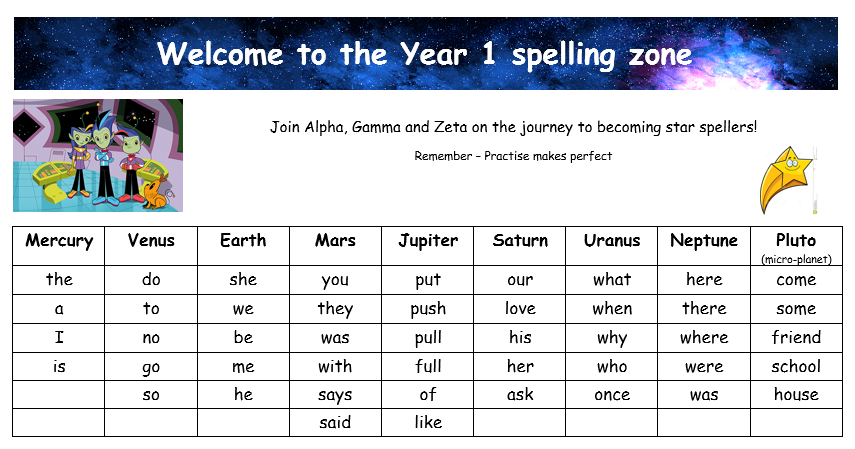 Welcome to the Year 1 spelling zone
Join Alpha, Gamma and Zeta on the journey to becoming star spellers!
Remember – Practise makes perfect
Mercury Venus Earth Mars Jupiter Saturn Uranus Neptune Pluto
(micro-planet)
the do she you put our what here come
a to we they push love when there some
I no be was pull his why where friend
is go me with full her who were school
so he says of ask once was house
said like